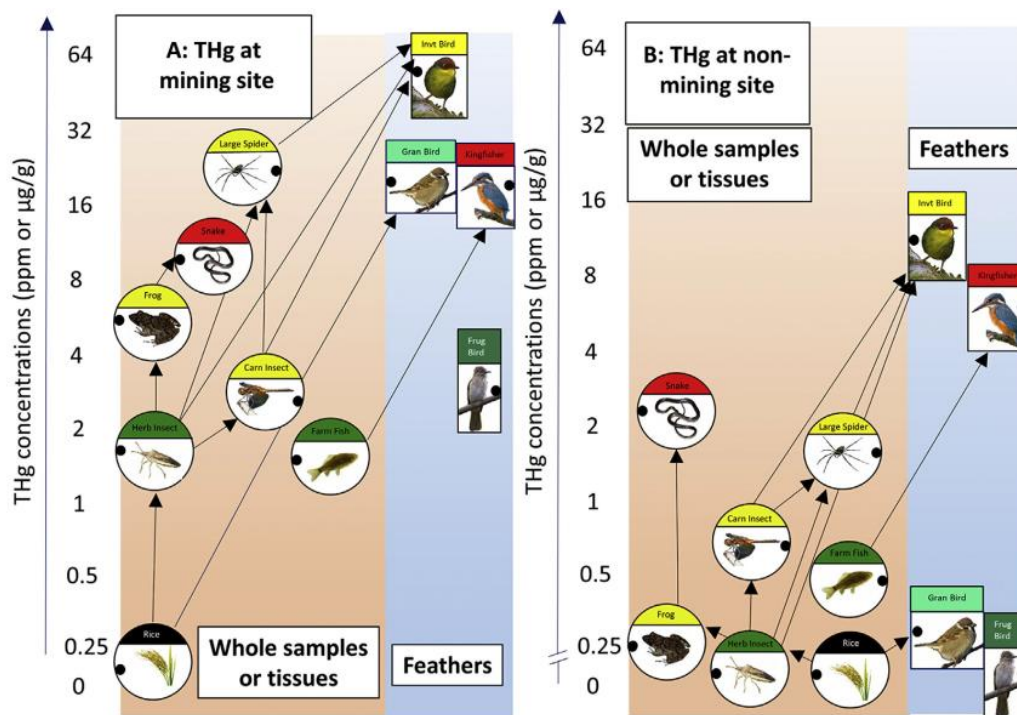 THg concentrations (ppm or µg/g)
64
32
16
8
4
2
1
0.5
0.25
0
A: THg at
mining site
Invt Bird
Large Spider
Gran Bird
Kingfisher
Snake
Frog
Frug
Bird
Carn Insect
Herb Insect
Farm Fish
Rice
Whole samples
or tissues
Feathers
THg concentrations (ppm or µg/g)
64
32
16
8
4
2
1
0.5
0.25
0
B: THg at non-
mining site
Whole samples
or tissues
Feathers
Invt Bird
Kingfisher
Snake
Large Spider
Carn Insect
Farm Fish
Gran Bird
Frog
Frug
Bird
Herb Insect
Rice